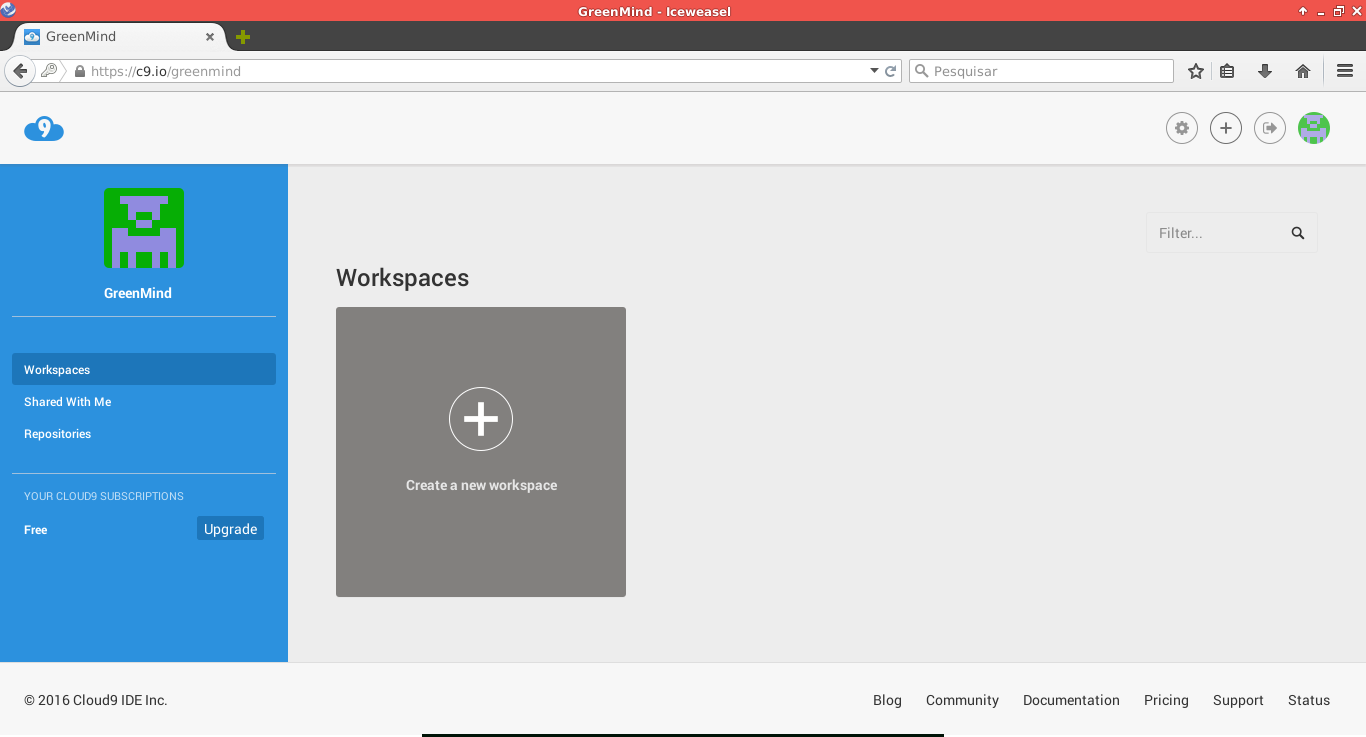 GreenMind - Iceweasel
GreenMind
https://c9.io/greenmind
Pesquisar
9
GreenMind
Workspaces
Shared With Me
Repositories
YOUR CLOUD9 SUBSCRIPTIONS
Free
Upgrade
Filter...
Workspaces
Create a new workspace
© 2016 Cloud9 IDE Inc.
Blog
Community
Documentation
Pricing
Support
Status